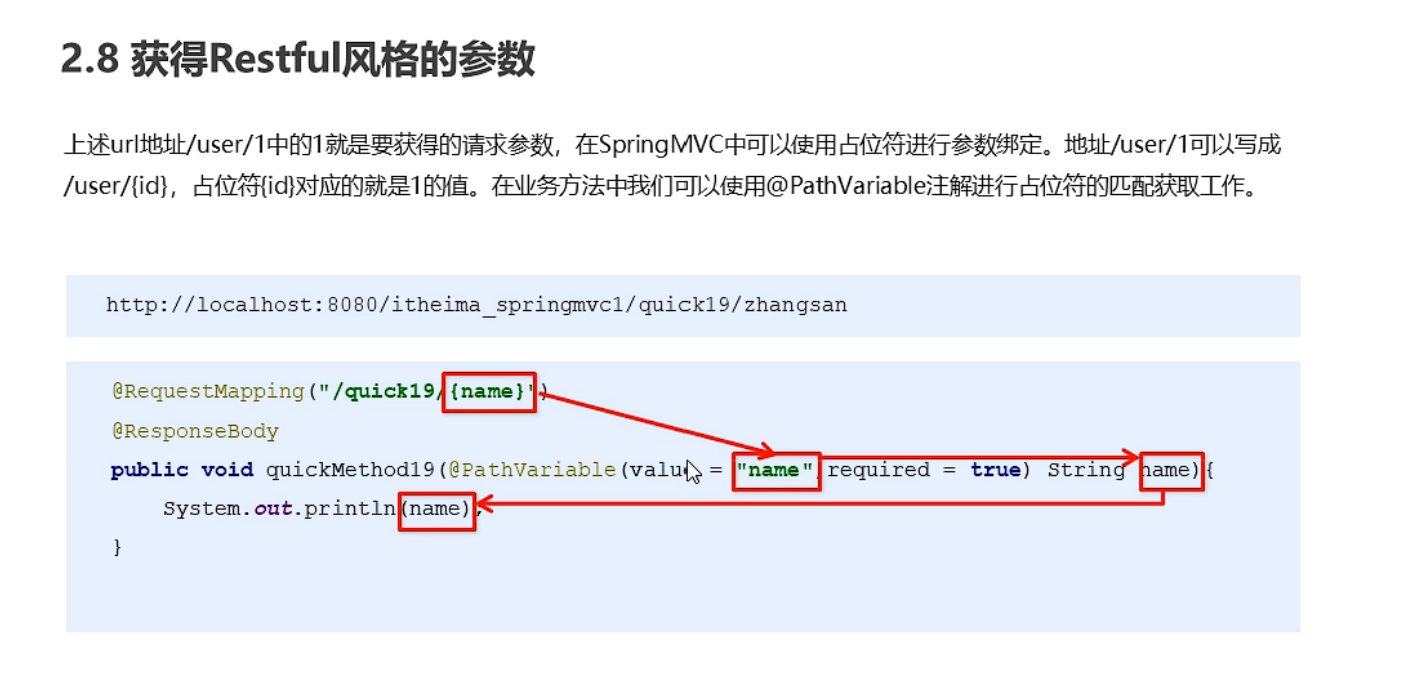 2.8 获得Restful风格的参数
上述url地址/user/1中的1就是要获得的请求参数，在SpringMVC中可以使用占位符进行参数绑定。地址/user/1可以写成
/user/{id}，占位符{id}对应的就是1的值。在业务方法中我们可以使用@PathVariable注解进行占位符的匹配获取工作。
http://localhost:8080/itheima_springmvc1/quick19/zhangsan
@RequestMapping("/quick19/{name}")
@ResponseBody
public void quickMethod19(@PathVariable(value = "name",required = true) String name){
System.out.println(name);
}